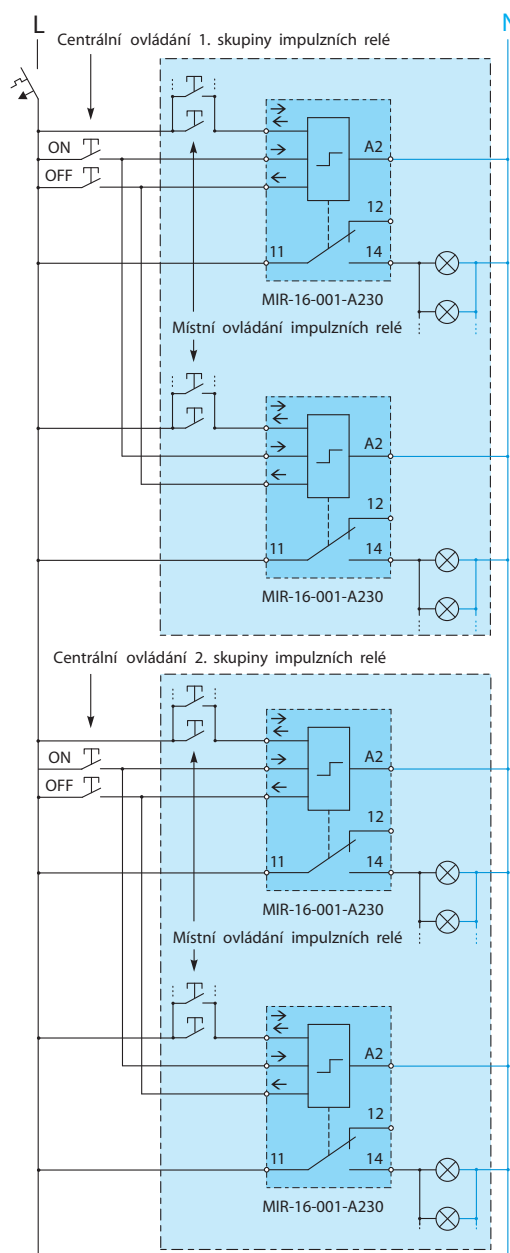 L
N
Centrální ovládání 1. skupiny impulzních relé
ON
OFF
A2
12
11
14
MIR-16-001-A230
Místní ovládání impulzních relé
A2
12
11
14
MIR-16-001-A230
Centrální ovládání 2. skupiny impulzních relé
ON
OFF
A2
12
11
14
MIR-16-001-A230
Místní ovládání impulzních relé
A2
12
11
14
MIR-16-001-A230